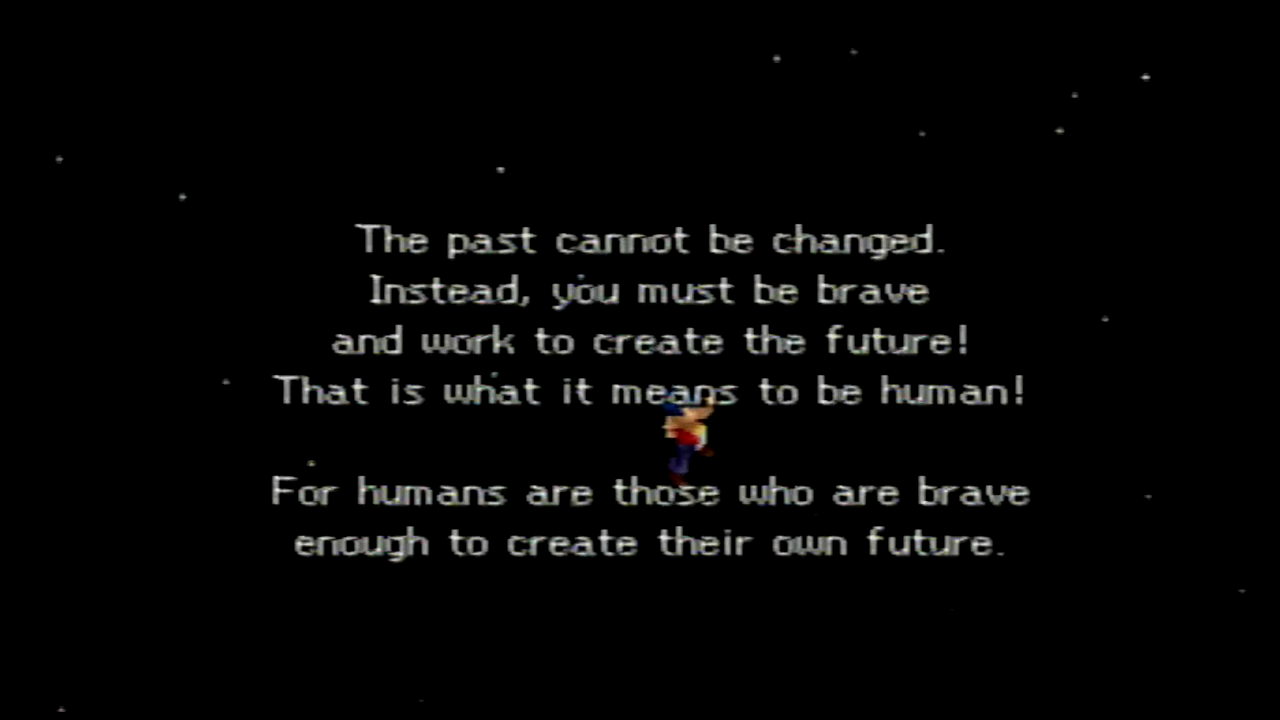 The past cannot be changed.
Instead, you must be brave
and work to create the future!
That is what it means to be human!
For humans are those who are brave
enough to create their own future.